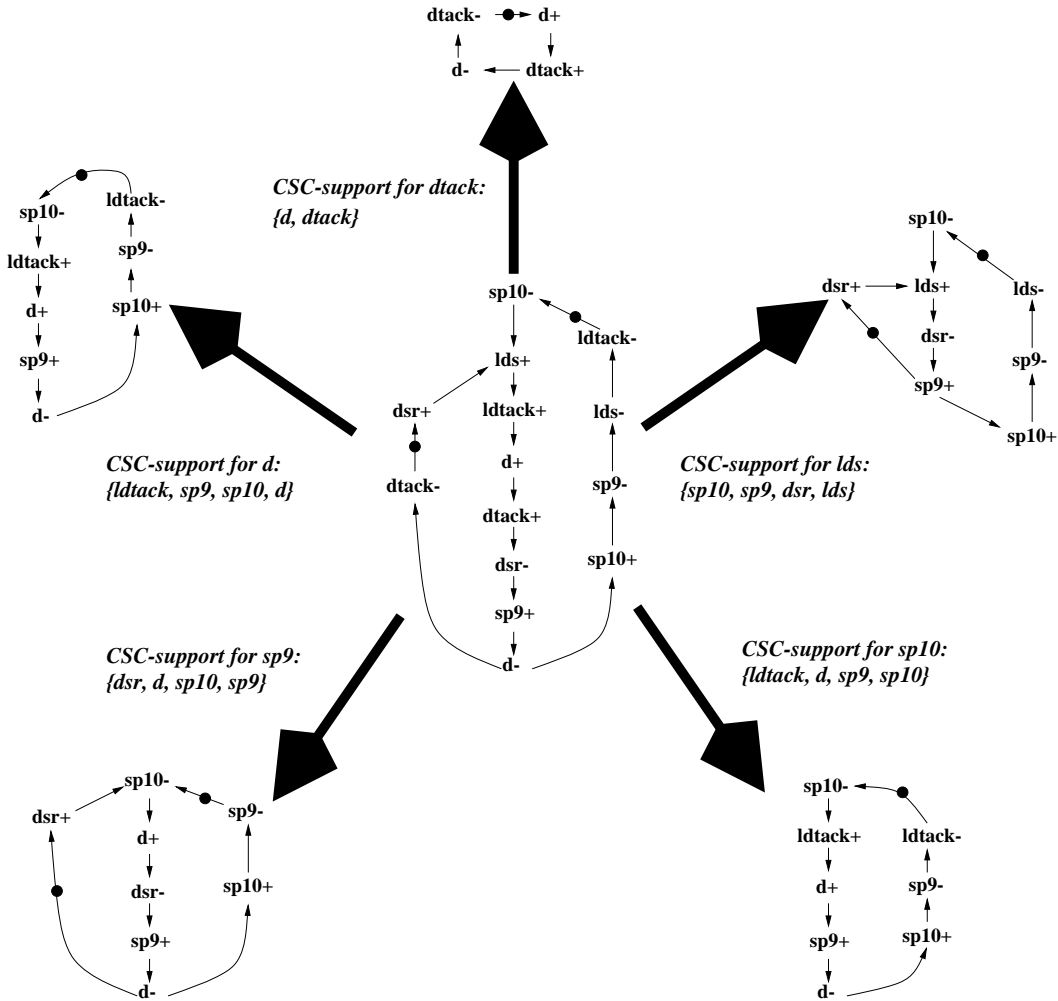 dtack- d+
d- dtack+
CSC-support for dtack:
{d, dtack}
sp10-
ldtack-
ldtack+
sp9-
d+
sp10+
sp9+
d-
CSC-support for d:
{ldtack, sp9, sp10, d}
sp10-
ldtack-
lds+
dsr+
ldtack+
lds-
d+
dtack-
sp9-
dtack+
dsr-
sp10+
sp9+
d-
sp10-
dsr+
lds+
lds-
dsr-
sp9-
sp9+
sp10+
CSC-support for lds:
{sp10, sp9, dsr, lds}
CSC-support for sp9:
{dsr, d, sp10, sp9}
sp10-
dsr+
sp9-
d+
dsr-
sp10+
sp9+
d-
CSC-support for sp10:
{ldtack, d, sp9, sp10}
sp10-
ldtack+
ldtack-
d+
sp9-
sp9+
sp10+
d-